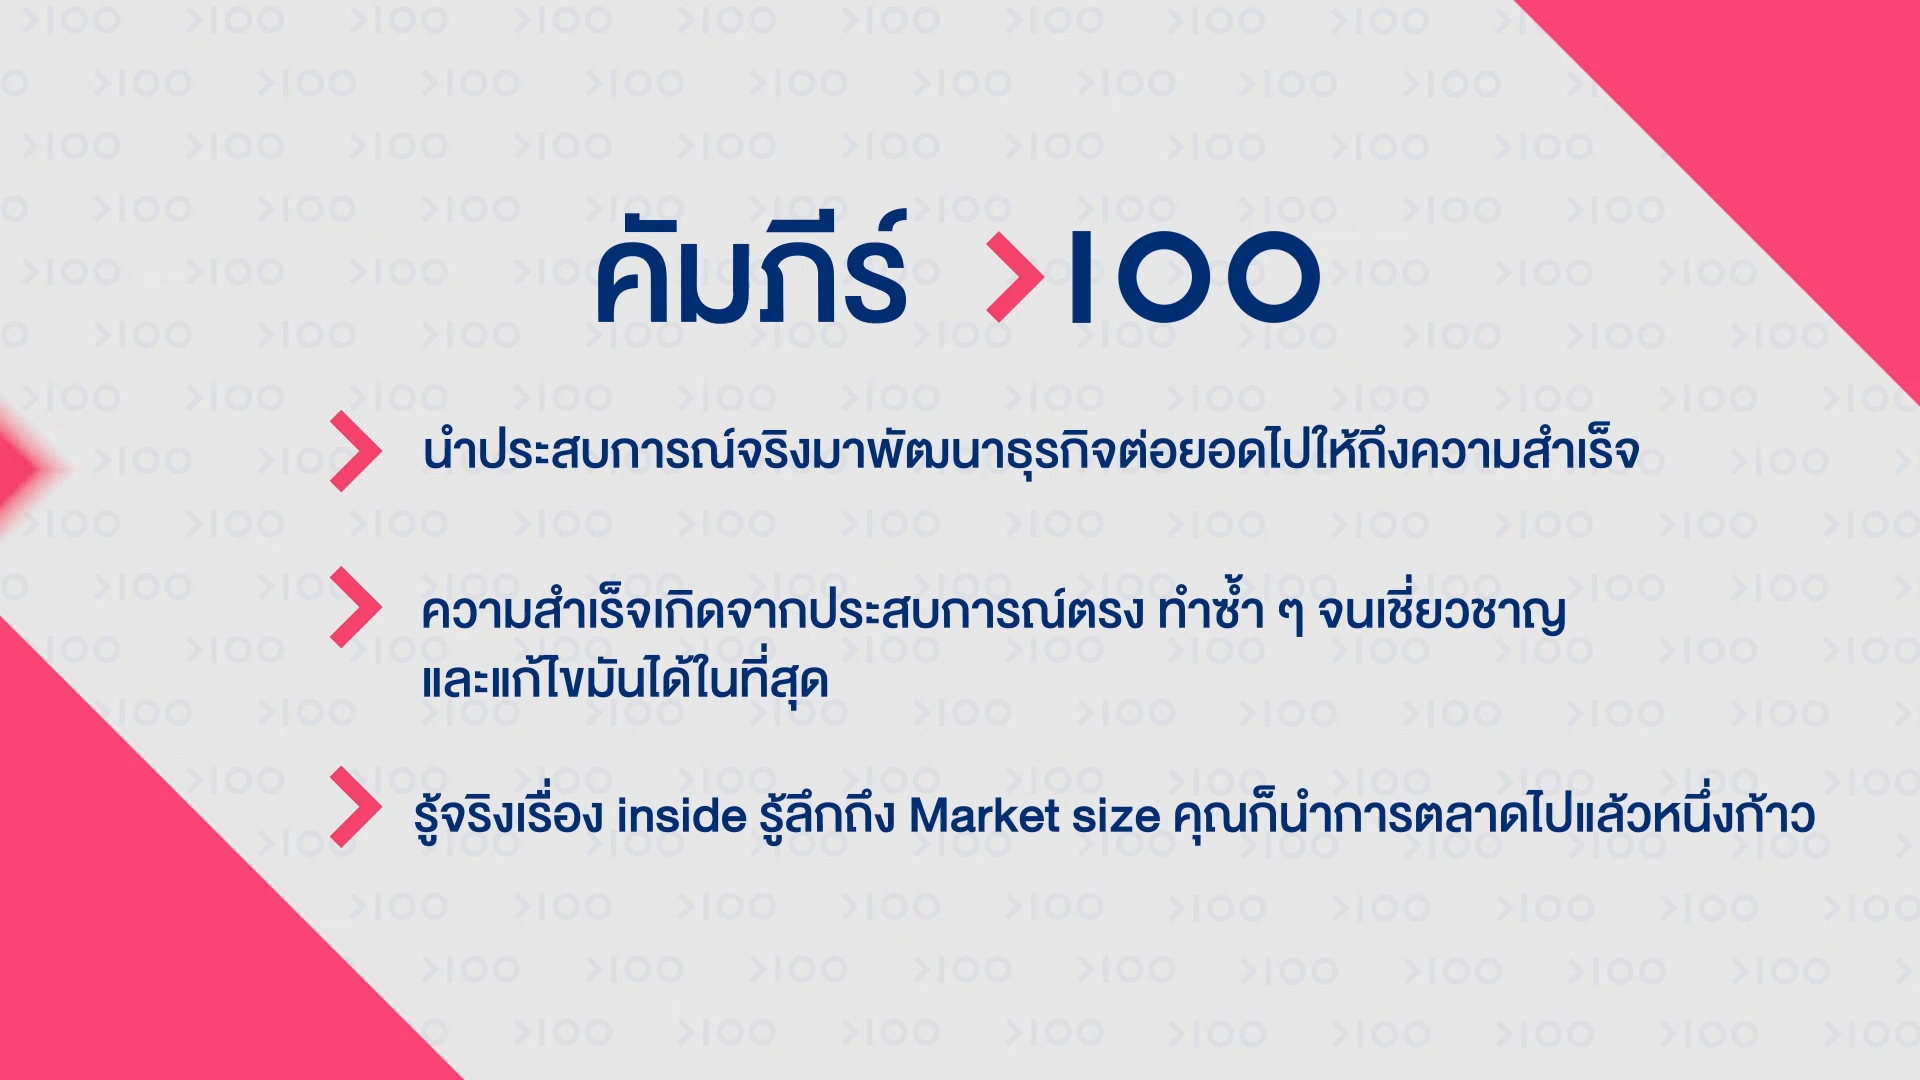 คัมภีร์ >100
นำประสบการณ์จริงมาพัฒนาธุรกิจต่อยอดไปให้ถึงความสำเร็จ
ความสำเร็จเกิดจากประสบการณ์ตรง ทำซ้ำ ๆ จนเชี่ยวชาญ
และแก้ไขมันได้ในที่สุด
รู้จริงเรื่อง inside รู้ลึกถึง Market size คุณก็นำการตลาดไปแล้วหนึ่งก้าว